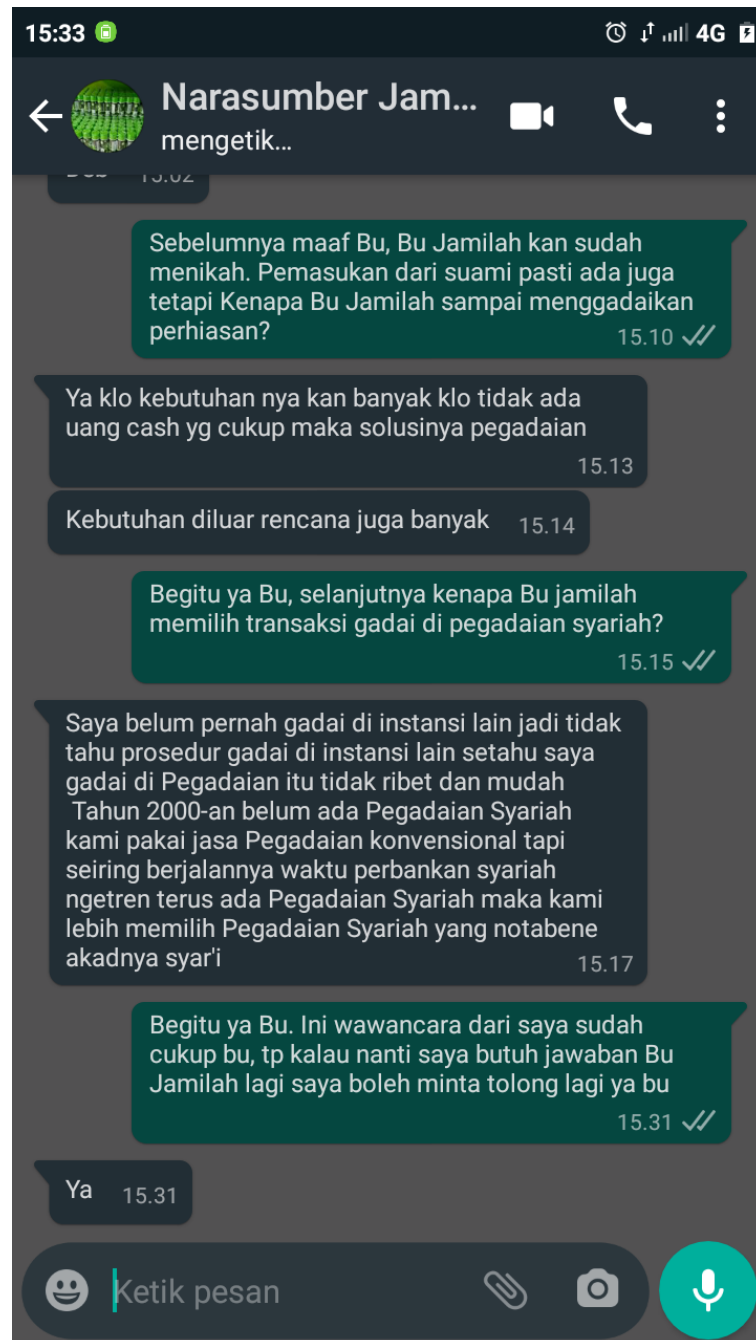 15:33
4G
Narasumber Jam...
mengetik...
15.02
Sebelumnya maaf Bu, Bu Jamilah kan sudah
menikah. Pemasukan dari suami pasti ada juga
tetapi Kenapa Bu Jamilah sampai menggadaikan
perhiasan?
15.10
Ya klo kebutuhan nya kan banyak klo tidak ada
uang cash yg cukup maka solusinya pegadaian
15.13
Kebutuhan diluar rencana juga banyak 15.14
Begitu ya Bu, selanjutnya kenapa Bu jamilah
memilih transaksi gadai di pegadaian syariah?
15.15
Saya belum pernah gadai di instansi lain jadi tidak
tahu prosedur gadai di instansi lain setahu saya
gadai di Pegadaian itu tidak ribet dan mudah
Tahun 2000-an belum ada Pegadaian Syariah
kami pakai jasa Pegadaian konvensional tapi
seiring berjalannya waktu perbankan syariah
ngetren terus ada Pegadaian Syariah maka kami
lebih memilih Pegadaian Syariah yang notabene
akadnya syar'i
15.17
Begitu ya Bu. Ini wawancara dari saya sudah
cukup bu, tp kalau nanti saya butuh jawaban Bu
Jamilah lagi saya boleh minta tolong lagi ya bu
15.31
Ya 15.31
Ketik pesan